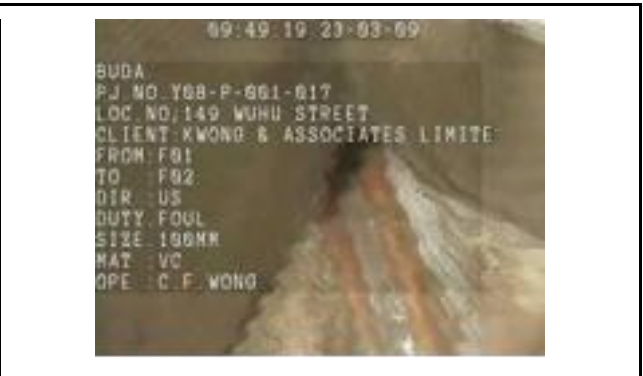 09:49:19 23-03-09
BUDA
PJ.NO.Y08-P-001-017
LOC.NO;149 WUHU STREET
CLIENT:KWONG & ASSOCIATES LIMITE
FROM:F01
TO :F02
DIR :US
DUTY:FOUL
SIZE:100MM
MAT :VC
OPE :C.F.WONG